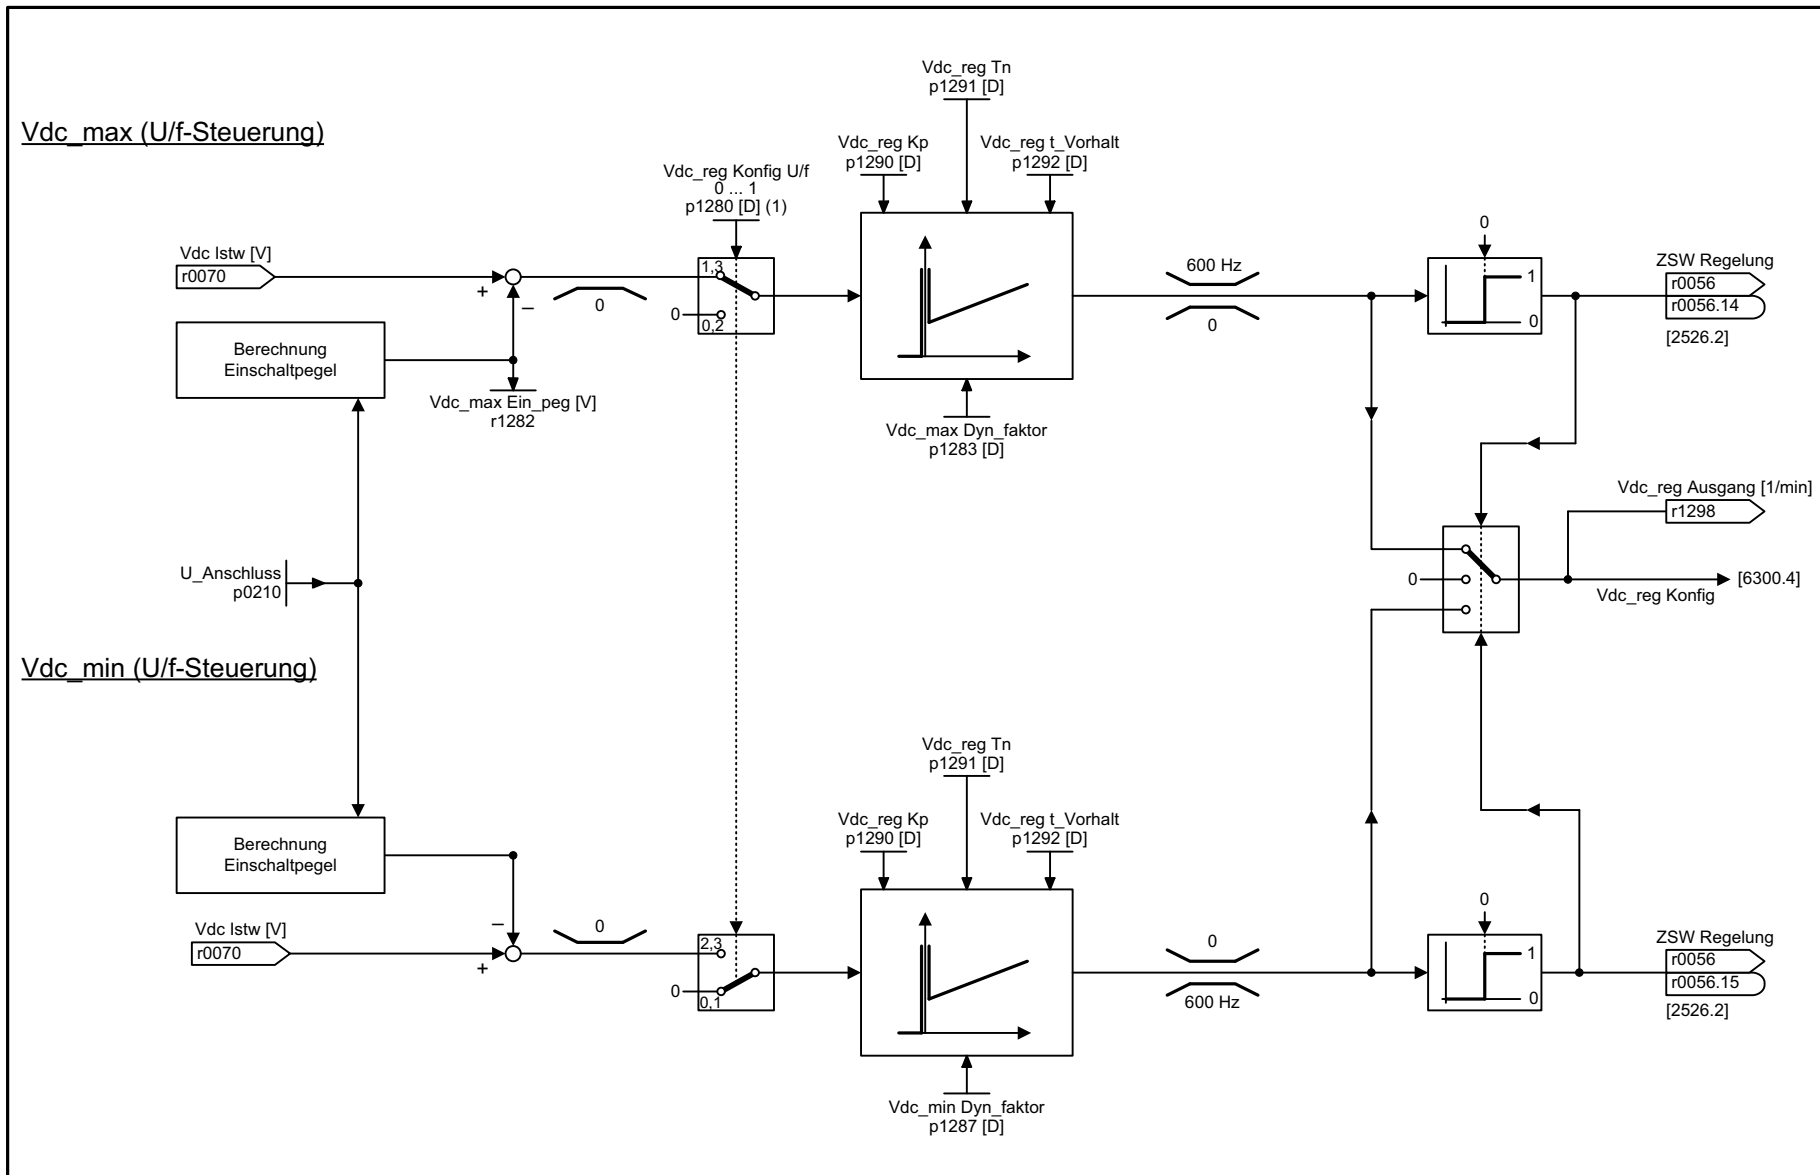 Vdc_reg Tn
p1291 [D]
Vdc_max (U/f-Steuerung)
Vdc_reg Kp
p1290 [D]
Vdc_reg t_Vorhalt
p1292 [D]
Vdc_reg Konfig U/f
0 ... 1
p1280 [D] (1)
0
Vdc Istw [V]
r0070
+
–
0
1,3
0
0,2
600 Hz
0
1
0
ZSW Regelung
r0056
r0056.14
[2526.2]
Berechnung
Einschaltpegel
Vdc_max Ein_peg [V]
r1282
Vdc_max Dyn_faktor
p1283 [D]
Vdc_reg Ausgang [1/min]
r1298
U_Anschluss
p0210
0
[6300.4]
Vdc_reg Konfig
Vdc_min (U/f-Steuerung)
Vdc_reg Tn
p1291 [D]
Vdc_reg Kp
p1290 [D]
Vdc_reg t_Vorhalt
p1292 [D]
Berechnung
Einschaltpegel
0
Vdc Istw [V]
r0070
–
+
0
2,3
0
0,1
0
600 Hz
1
0
ZSW Regelung
r0056
r0056.15
[2526.2]
Vdc_min Dyn_faktor
p1287 [D]